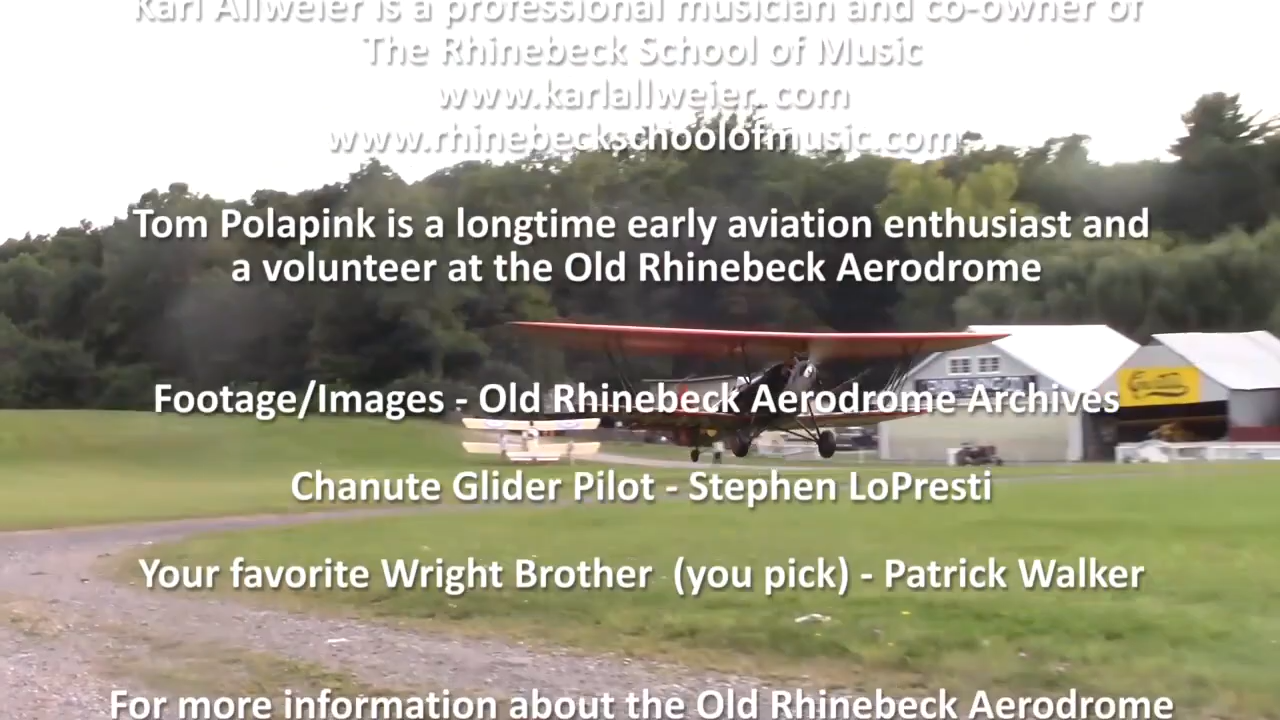 Karl Allweier is a professional musician and co-owner of
The Rhinebeck School of Music
www.karlallweier. com
www.rhinebeckschoolofmusic.com
Tom Polapink is a longtime early aviation enthusiast and
a volunteer at the Old Rhinebeck Aerodrome
Footage/Images - Old Rhinebeck Aerodrome Archives
Chanute Glider Pilot - Stephen LoPresti
Your favorite Wright Brother (you pick) - Patrick Walker
For more information about the Old Rhinebeck Aerodrome